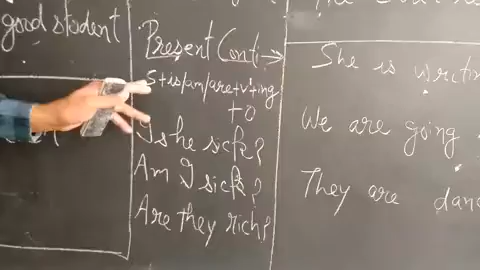 good student
Present Cont →
S+is/am/are+v¹+ing
+O
Is he sick?
Am I sick?
Are they rich?
She is
We are going
They are